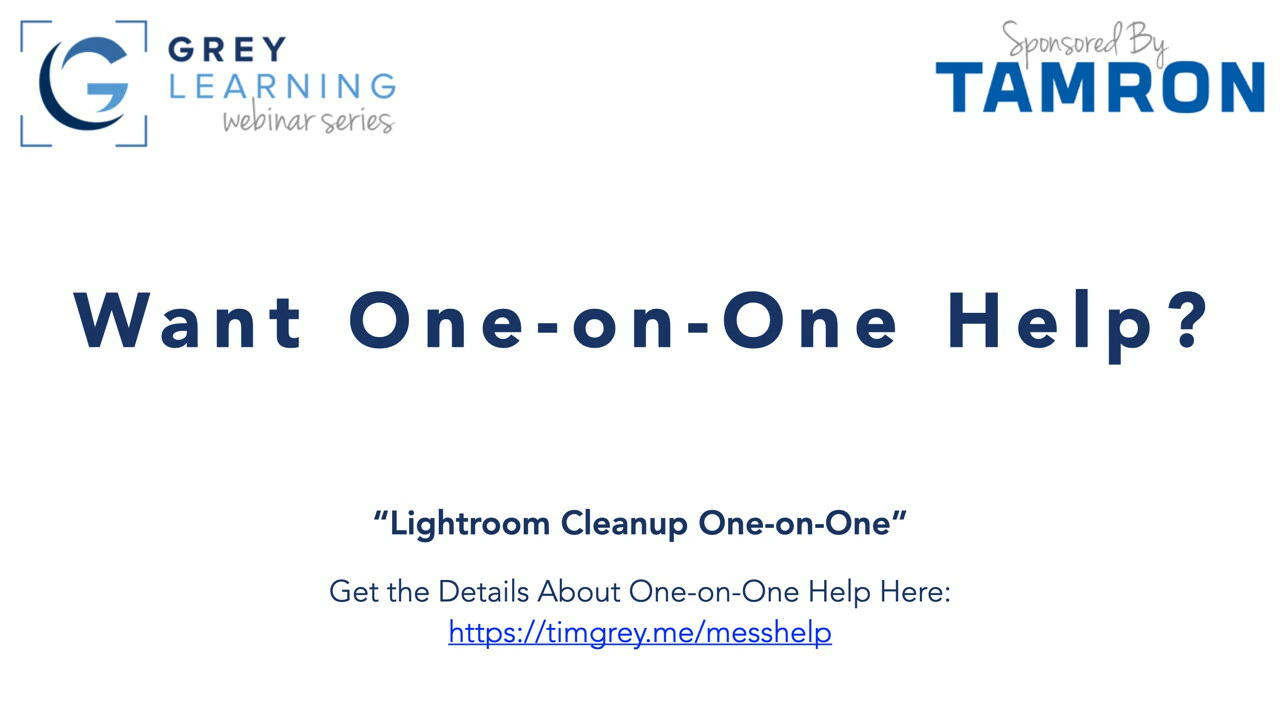 GREY
LEARNING
webinar series
Sponsored By
TAMRON
Want One-on-One Help?
“Lightroom Cleanup One-on-One”
Get the Details About One-on-One Help Here:
https://timgrey.me/messhelp